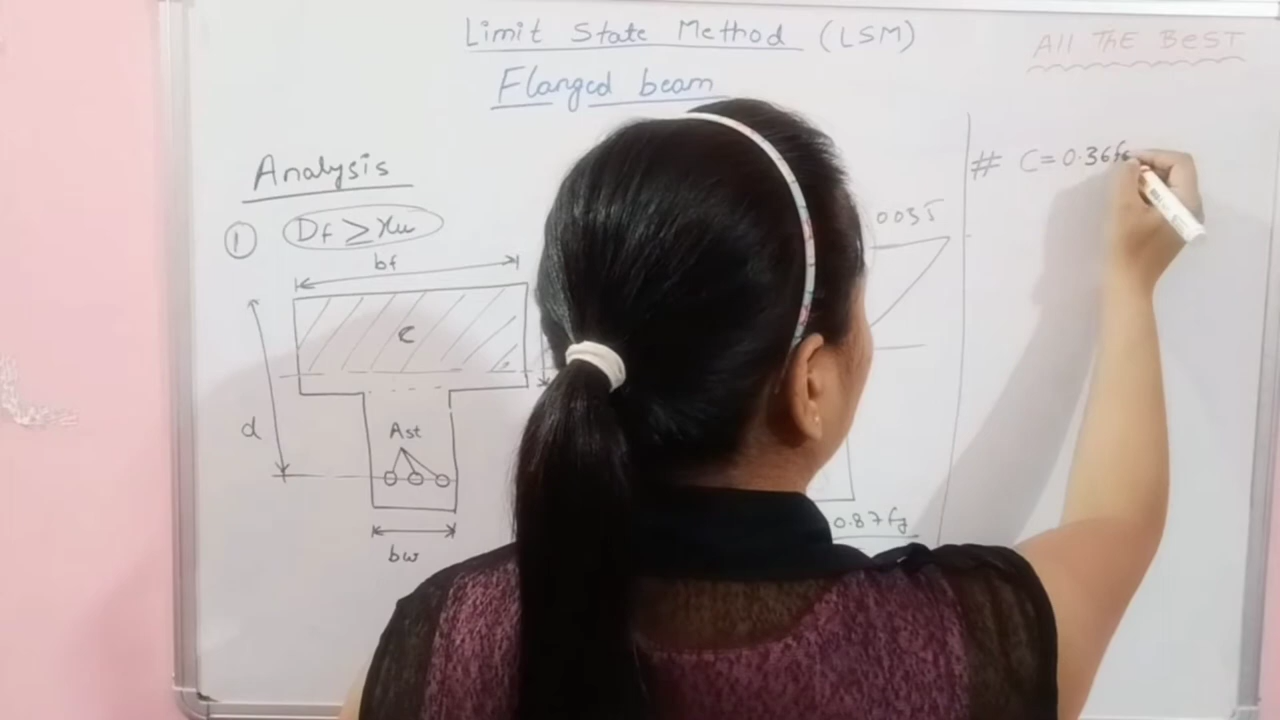 Limit State Method (LSM)
All THE BeST
Flanged beam
Analysis
① Df ≥ xu
bf
C
d
Ast
bw
0035
0.87fy
# C=0.36fc